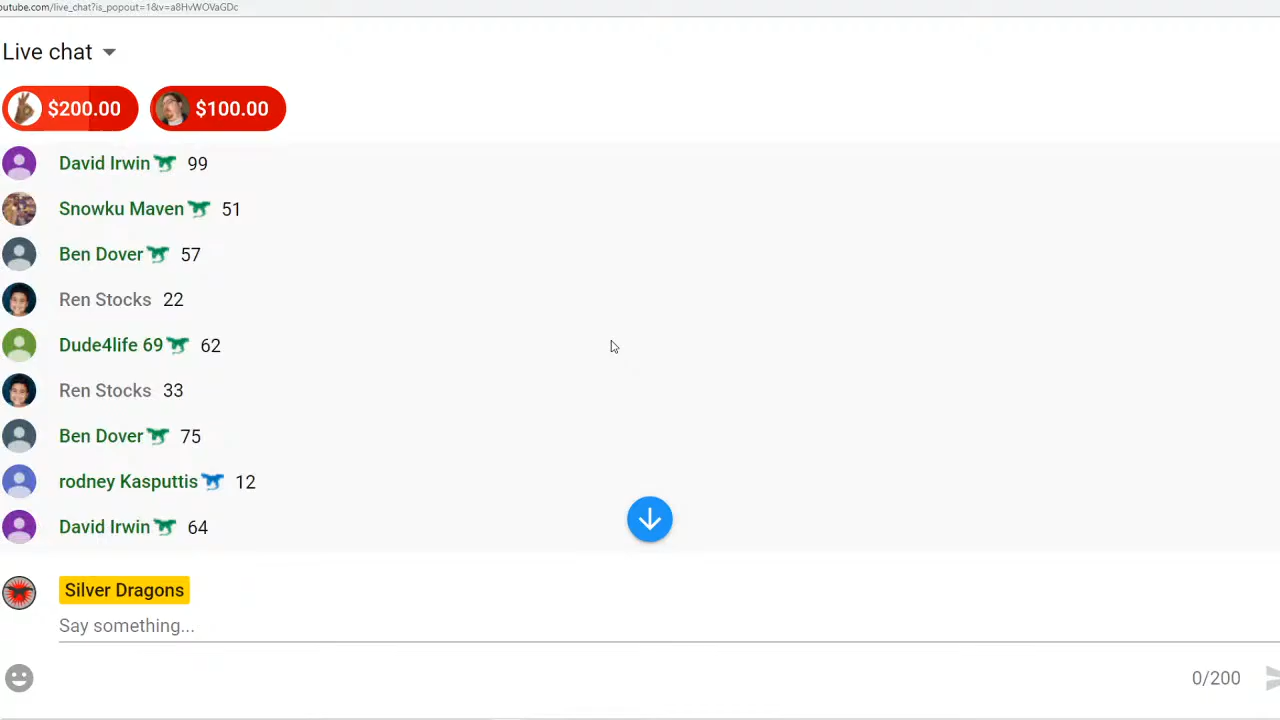 outube.com/live_chat?is_popout=1&v=a8HvWOVaGDc
Live chat
$200.00 $100.00
David Irwin 99
Snowku Maven 51
Ben Dover 57
Ren Stocks 22
Dude4life 69 62
Ren Stocks 33
Ben Dover 75
rodney Kasputtis 12
David Irwin 64
Silver Dragons
Say something...
0/200